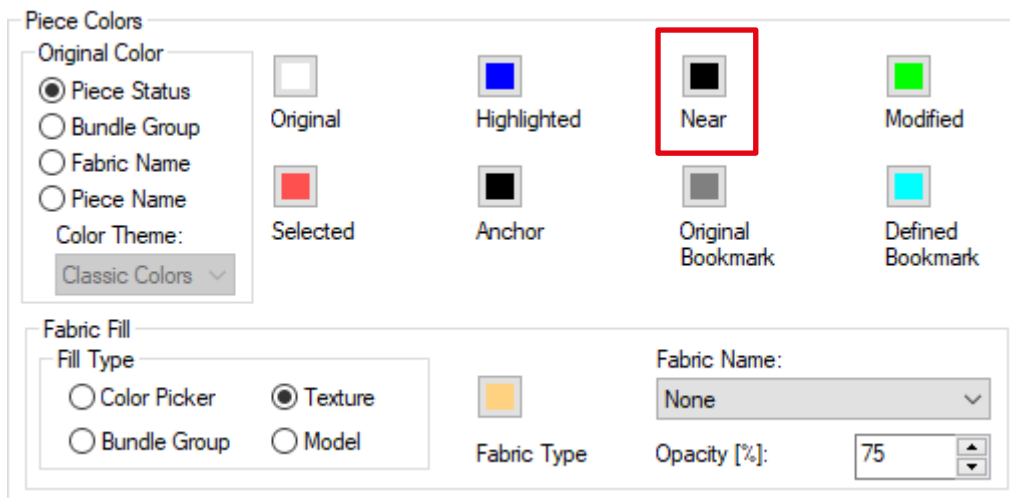 Piece Colors
Original Color
Piece Status
Bundle Group
Fabric Name
Piece Name
Color Theme:
Classic Colors
Original
Highlighted
Near
Modified
Selected
Anchor
Original
Bookmark
Defined
Bookmark
Fabric Fill
Fill Type
Color Picker
Texture
Bundle Group
Model
Fabric Type
Fabric Name:
None
Opacity [%]:
75